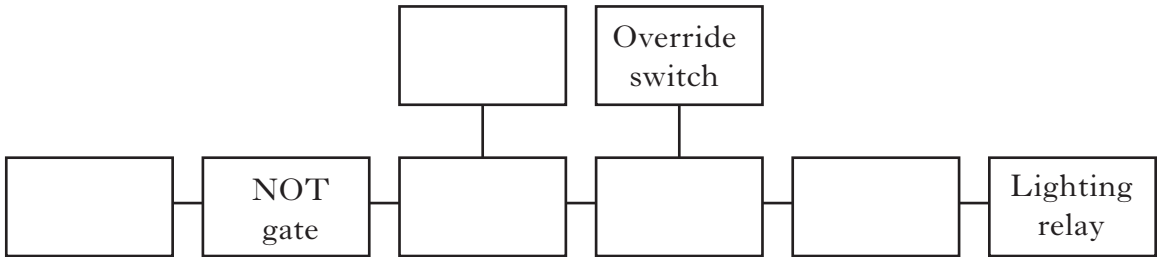 Override
switch
NOT
gate
Lighting
relay